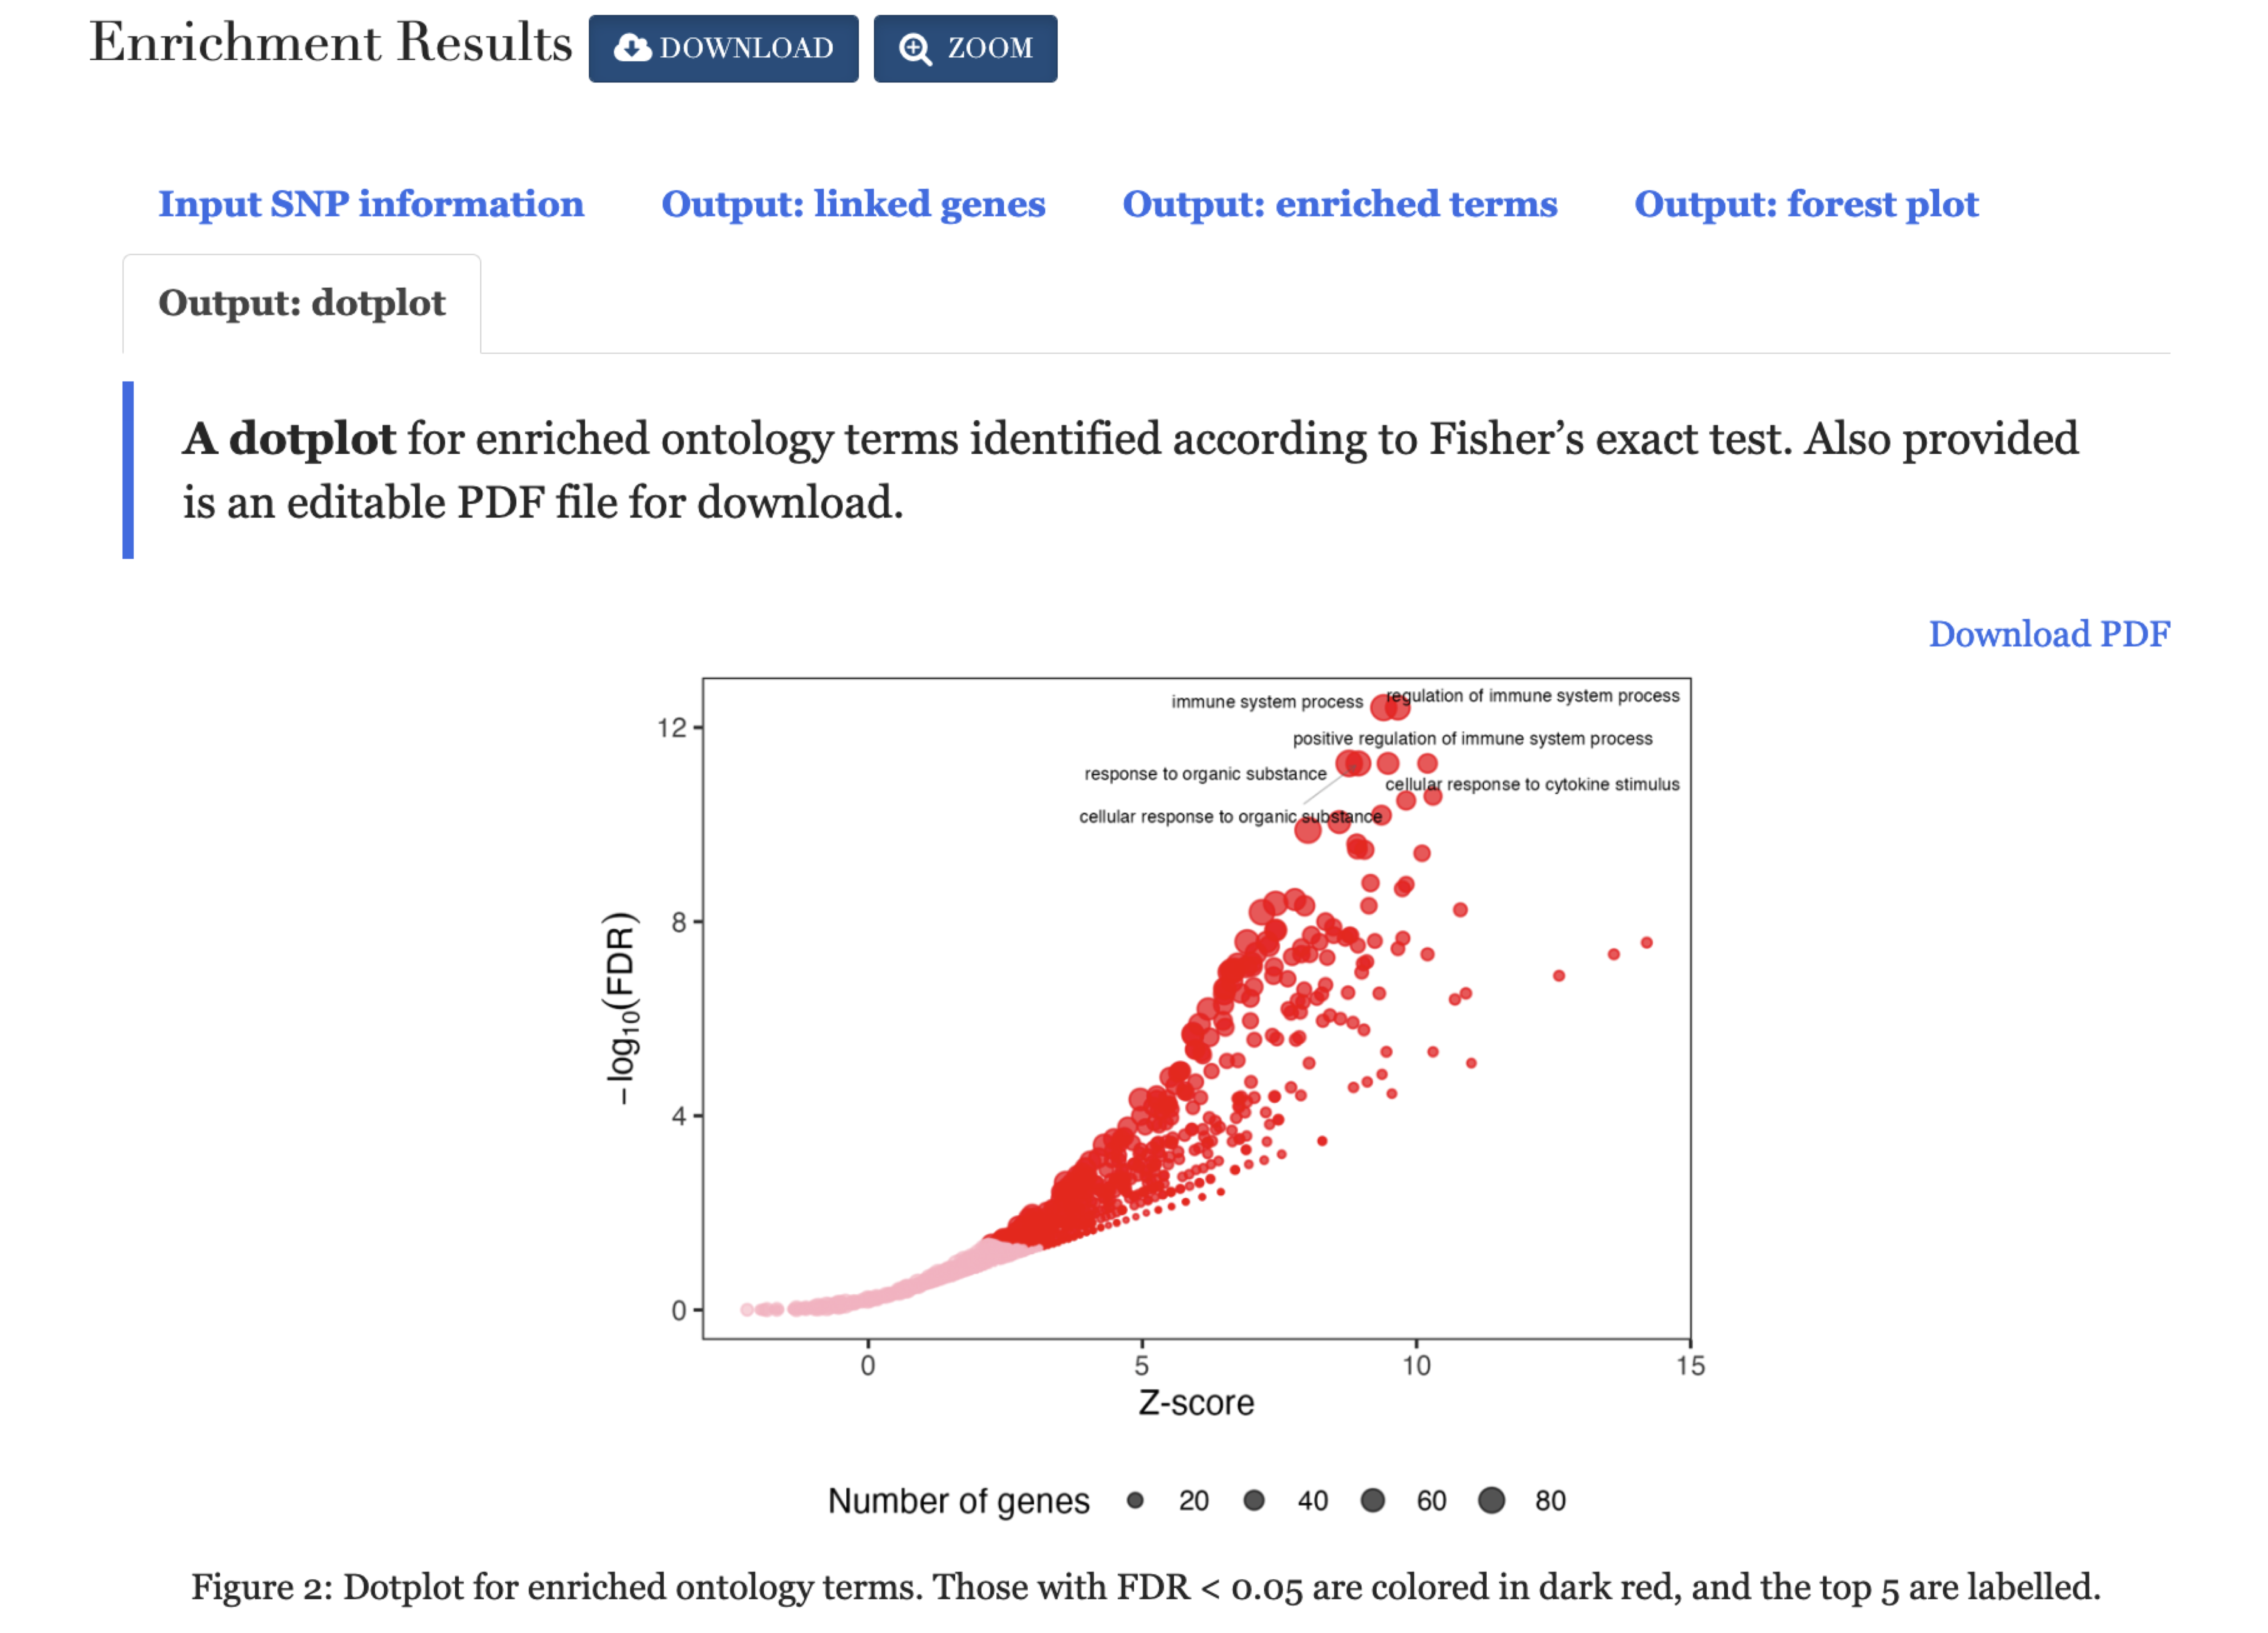 Enrichment Results DOWNLOAD ZOOM
Input SNP information Output: linked genes Output: enriched terms Output: forest plot
Output: dotplot
A dotplot for enriched ontology terms identified according to Fisher’s exact test. Also provided
is an editable PDF file for download.
Download PDF
immune system process regulation of immune system process
12
positive regulation of immune system process
response to organic substance
cellular response to cytokine stimulus
cellular response to organic substance
8
−log10(FDR)
4
0
0 5 10 15
Z-score
Number of genes 20 40 60 80
Figure 2: Dotplot for enriched ontology terms. Those with FDR < 0.05 are colored in dark red, and the top 5 are labelled.